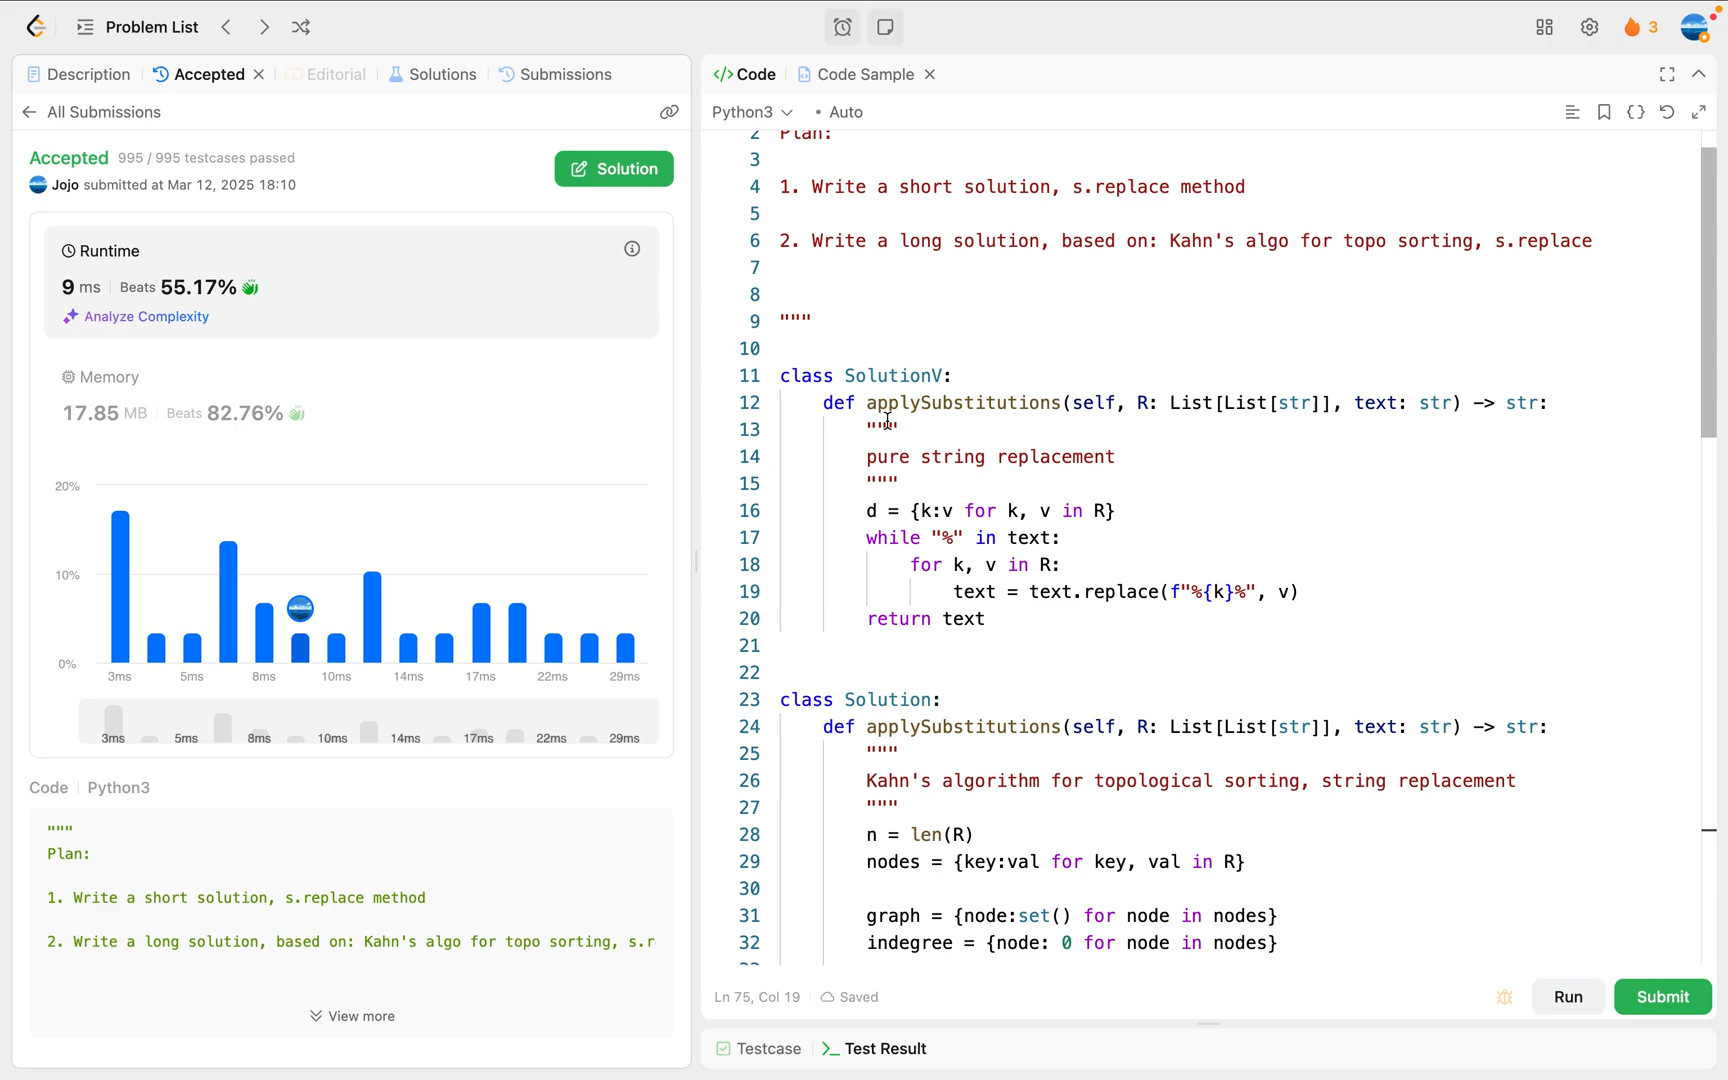 Problem List
3
Description
Accepted
Editorial
Solutions
Submissions
All Submissions
Accepted 995 / 995 testcases passed
Jojo submitted at Mar 12, 2025 18:10
Solution
Runtime
9 ms | Beats 55.17%
Analyze Complexity
Memory
17.85 MB | Beats 82.76%
20%
10%
0%
3ms 5ms 8ms 10ms 14ms 17ms 22ms 29ms
3ms 5ms 8ms 10ms 14ms 17ms 22ms 29ms
Code | Python3
"""
Plan:
1. Write a short solution, s.replace method
2. Write a long solution, based on: Kahn's algo for topo sorting, s.r
View more
</> Code
Code Sample
Python3 • Auto
2 Plan:
3
4 1. Write a short solution, s.replace method
5
6 2. Write a long solution, based on: Kahn's algo for topo sorting, s.replace
7
8
9 """
10
11 class SolutionV:
12 def applySubstitutions(self, R: List[List[str]], text: str) -> str:
13 """
14 pure string replacement
15 """
16 d = {k:v for k, v in R}
17 while "%" in text:
18 for k, v in R:
19 text = text.replace(f"%{k}%", v)
20 return text
21
22
23 class Solution:
24 def applySubstitutions(self, R: List[List[str]], text: str) -> str:
25 """
26 Kahn's algorithm for topological sorting, string replacement
27 """
28 n = len(R)
29 nodes = {key:val for key, val in R}
30
31 graph = {node:set() for node in nodes}
32 indegree = {node: 0 for node in nodes}
Ln 75, Col 19
Saved
Run
Submit
Testcase
>_ Test Result